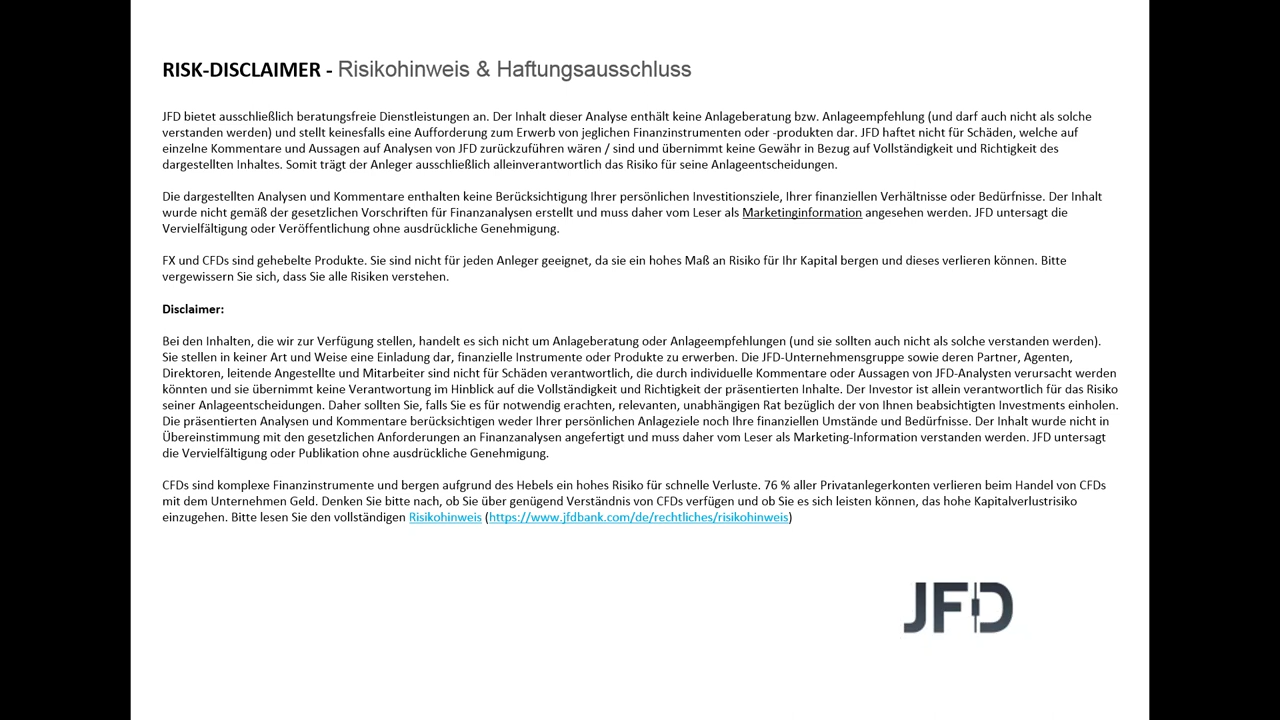 RISK-DISCLAIMER - Risikohinweis & Haftungsausschluss
JFD bietet ausschließlich beratungsfreie Dienstleistungen an. Der Inhalt dieser Analyse enthält keine Anlageberatung bzw. Anlageempfehlung (und darf auch nicht als solche
verstanden werden) und stellt keinesfalls eine Aufforderung zum Erwerb von jeglichen Finanzinstrumenten oder -produkten dar. JFD haftet nicht für Schäden, welche auf
einzelne Kommentare und Aussagen auf Analysen von JFD zurückzuführen wären / sind und übernimmt keine Gewähr in Bezug auf Vollständigkeit und Richtigkeit des
dargestellten Inhaltes. Somit trägt der Anleger ausschließlich alleinverantwortlich das Risiko für seine Anlageentscheidungen.
Die dargestellten Analysen und Kommentare enthalten keine Berücksichtigung Ihrer persönlichen Investitionsziele, Ihrer finanziellen Verhältnisse oder Bedürfnisse. Der Inhalt
wurde nicht gemäß der gesetzlichen Vorschriften für Finanzanalysen erstellt und muss daher vom Leser als Marketinginformation angesehen werden. JFD untersagt die
Vervielfältigung oder Veröffentlichung ohne ausdrückliche Genehmigung.
FX und CFDs sind gehebelte Produkte. Sie sind nicht für jeden Anleger geeignet, da sie ein hohes Maß an Risiko für Ihr Kapital bergen und dieses verlieren können. Bitte
vergewissern Sie sich, dass Sie alle Risiken verstehen.
Disclaimer:
Bei den Inhalten, die wir zur Verfügung stellen, handelt es sich nicht um Anlageberatung oder Anlageempfehlungen (und sie sollten auch nicht als solche verstanden werden).
Sie stellen in keiner Art und Weise eine Einladung dar, finanzielle Instrumente oder Produkte zu erwerben. Die JFD-Unternehmensgruppe sowie deren Partner, Agenten,
Direktoren, leitende Angestellte und Mitarbeiter sind nicht für Schäden verantwortlich, die durch individuelle Kommentare oder Aussagen von JFD-Analysten verursacht werden
könnten und sie übernimmt keine Verantwortung im Hinblick auf die Vollständigkeit und Richtigkeit der präsentierten Inhalte. Der Investor ist allein verantwortlich für das Risiko
seiner Anlageentscheidungen. Daher sollten Sie, falls Sie es für notwendig erachten, relevanten, unabhängigen Rat bezüglich der von Ihnen beabsichtigten Investments einholen.
Die präsentierten Analysen und Kommentare berücksichtigen weder Ihrer persönlichen Anlageziele noch Ihre finanziellen Umstände und Bedürfnisse. Der Inhalt wurde nicht in
Übereinstimmung mit den gesetzlichen Anforderungen an Finanzanalysen angefertigt und muss daher vom Leser als Marketing-Information verstanden werden. JFD untersagt
die Vervielfältigung oder Publikation ohne ausdrückliche Genehmigung.
CFDs sind komplexe Finanzinstrumente und bergen aufgrund des Hebels ein hohes Risiko für schnelle Verluste. 76 % aller Privatanlegerkonten verlieren beim Handel von CFDs
mit dem Unternehmen Geld. Denken Sie bitte nach, ob Sie über genügend Verständnis von CFDs verfügen und ob Sie es sich leisten können, das hohe Kapitalverlustrisiko
einzugehen. Bitte lesen Sie den vollständigen Risikohinweis (https://www.jfdbank.com/de/rechtliches/risikohinweis)
JFD